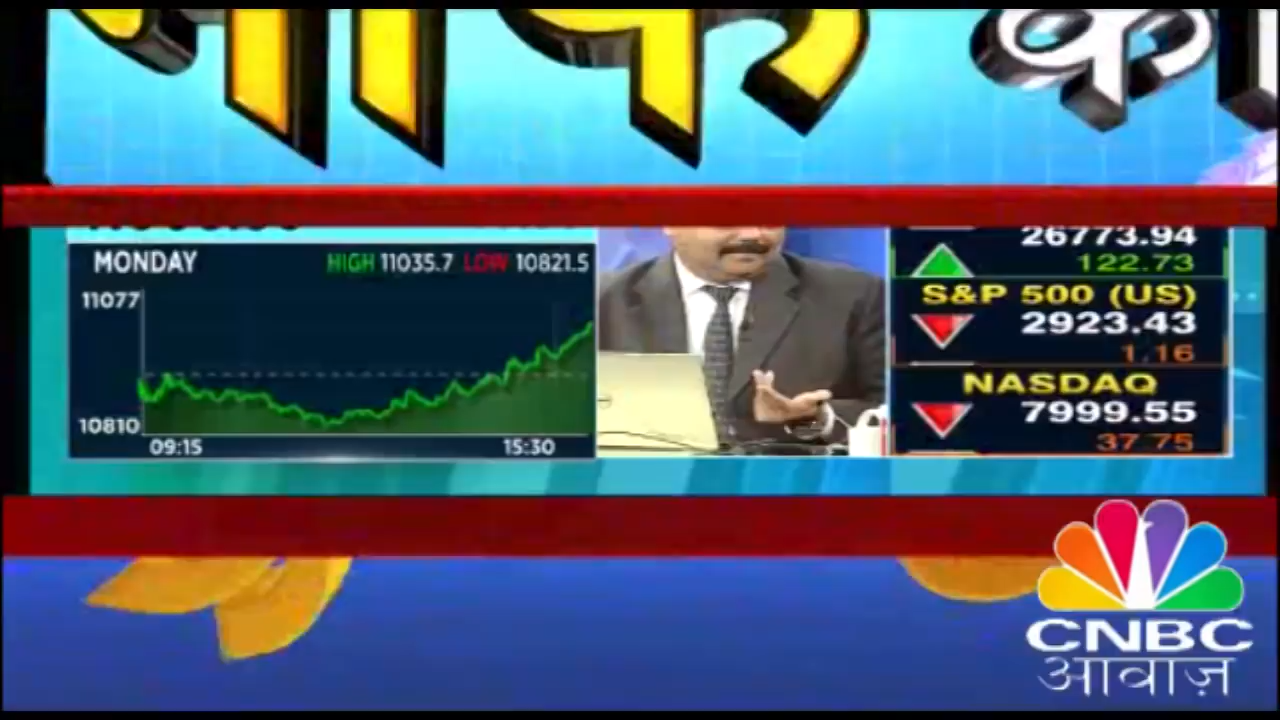 26773.94
MONDAY HIGH 11035.7 LOW 10821.5
122.73
11077
S&P 500 (US)
2923.43
1.16
NASDAQ
7999.55
10810
37.75
09:15 15:30
CNBC
आवाज़